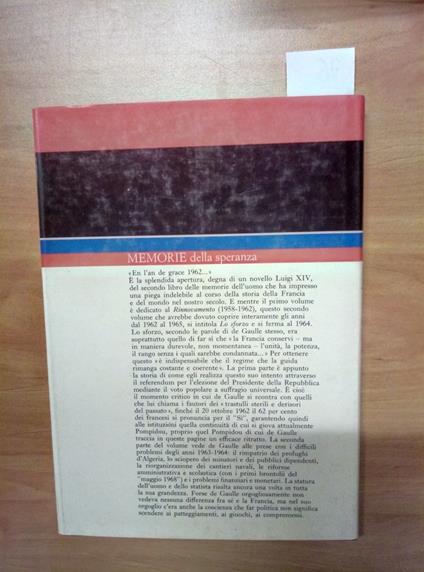 MEMORIE della speranza
«En l'an de grace 1962...»
È la splendida apertura, degna di un novello Luigi XIV,
del secondo libro delle memorie dell'uomo che ha impresso
una piega indelebile al corso della storia della Francia
e del mondo nel nostro secolo. E mentre il primo volume
è dedicato al Rinnovamento (1958-1962), questo secondo
volume che avrebbe dovuto coprire interamente gli anni
dal 1962 al 1965, si intitola Lo sforzo e si ferma al 1964.
Lo sforzo, secondo le parole di de Gaulle stesso, era
soprattutto quello di far sì che «la Francia conservi – ma
in maniera durevole, non momentanea – l'unità, la potenza,
il rango senza i quali sarebbe condannata...» Per ottenere
questo «è indispensabile che il regime che la guida
rimanga costante e coerente». La prima parte è appunto
la storia di come egli realizza questo suo intento attraverso
il referendum per l'elezione del Presidente della Repubblica
mediante il voto popolare a suffragio universale. È cioè
il momento critico in cui de Gaulle si scontra con quelli
che lui chiama i fautori dei «trastulli sterili e derisori
del passato», finché il 20 ottobre 1962 il 62 per cento
dei francesi si pronuncia per il "Sì", garantendo quindi
alle istituzioni quella continuità di cui si giova attualmente
Pompidou, proprio quel Pompidou di cui de Gaulle
traccia in queste pagine un efficace ritratto. La seconda
parte del volume vede de Gaulle alle prese con i difficili
problemi degli anni 1963-1964: il rimpatrio dei profughi
d'Algeria, lo sciopero dei minatori e dei pubblici dipendenti,
la riorganizzazione dei cantieri navali, le riforme
amministrativa e scolastica (con i primi brontolii del
"maggio 1968") e i problemi finanziari e monetari. La statura
dell'uomo e dello statista risalta ancora una volta in tutta
la sua grandezza. Forse de Gaulle orgogliosamente non
vedeva nessuna differenza fra sé e la Francia, ma nel suo
orgoglio c'era anche la coscienza che far politica non significa
scendere ai patteggiamenti, ai giuochi, ai compromessi.